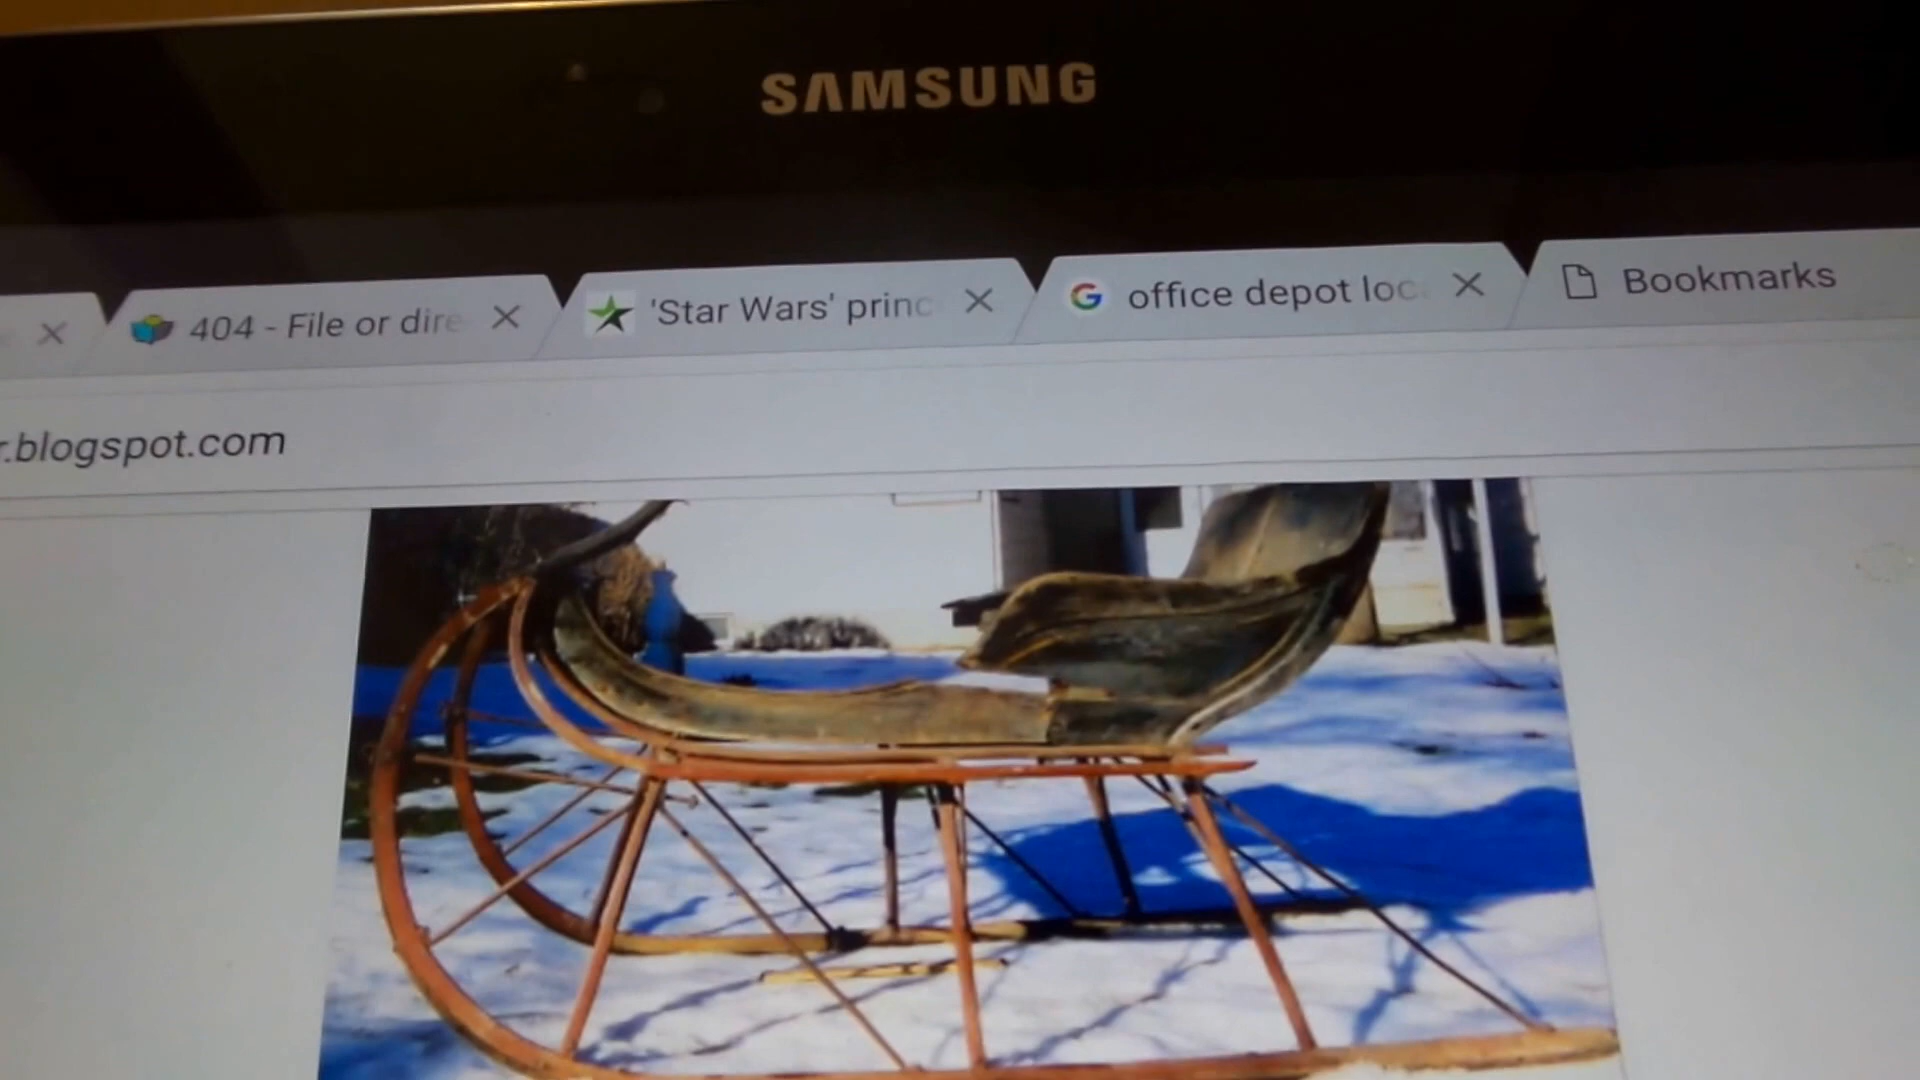 SAMSUNG
404 - File or dire
'Star Wars' princ
office depot loc
Bookmarks
r.blogspot.com